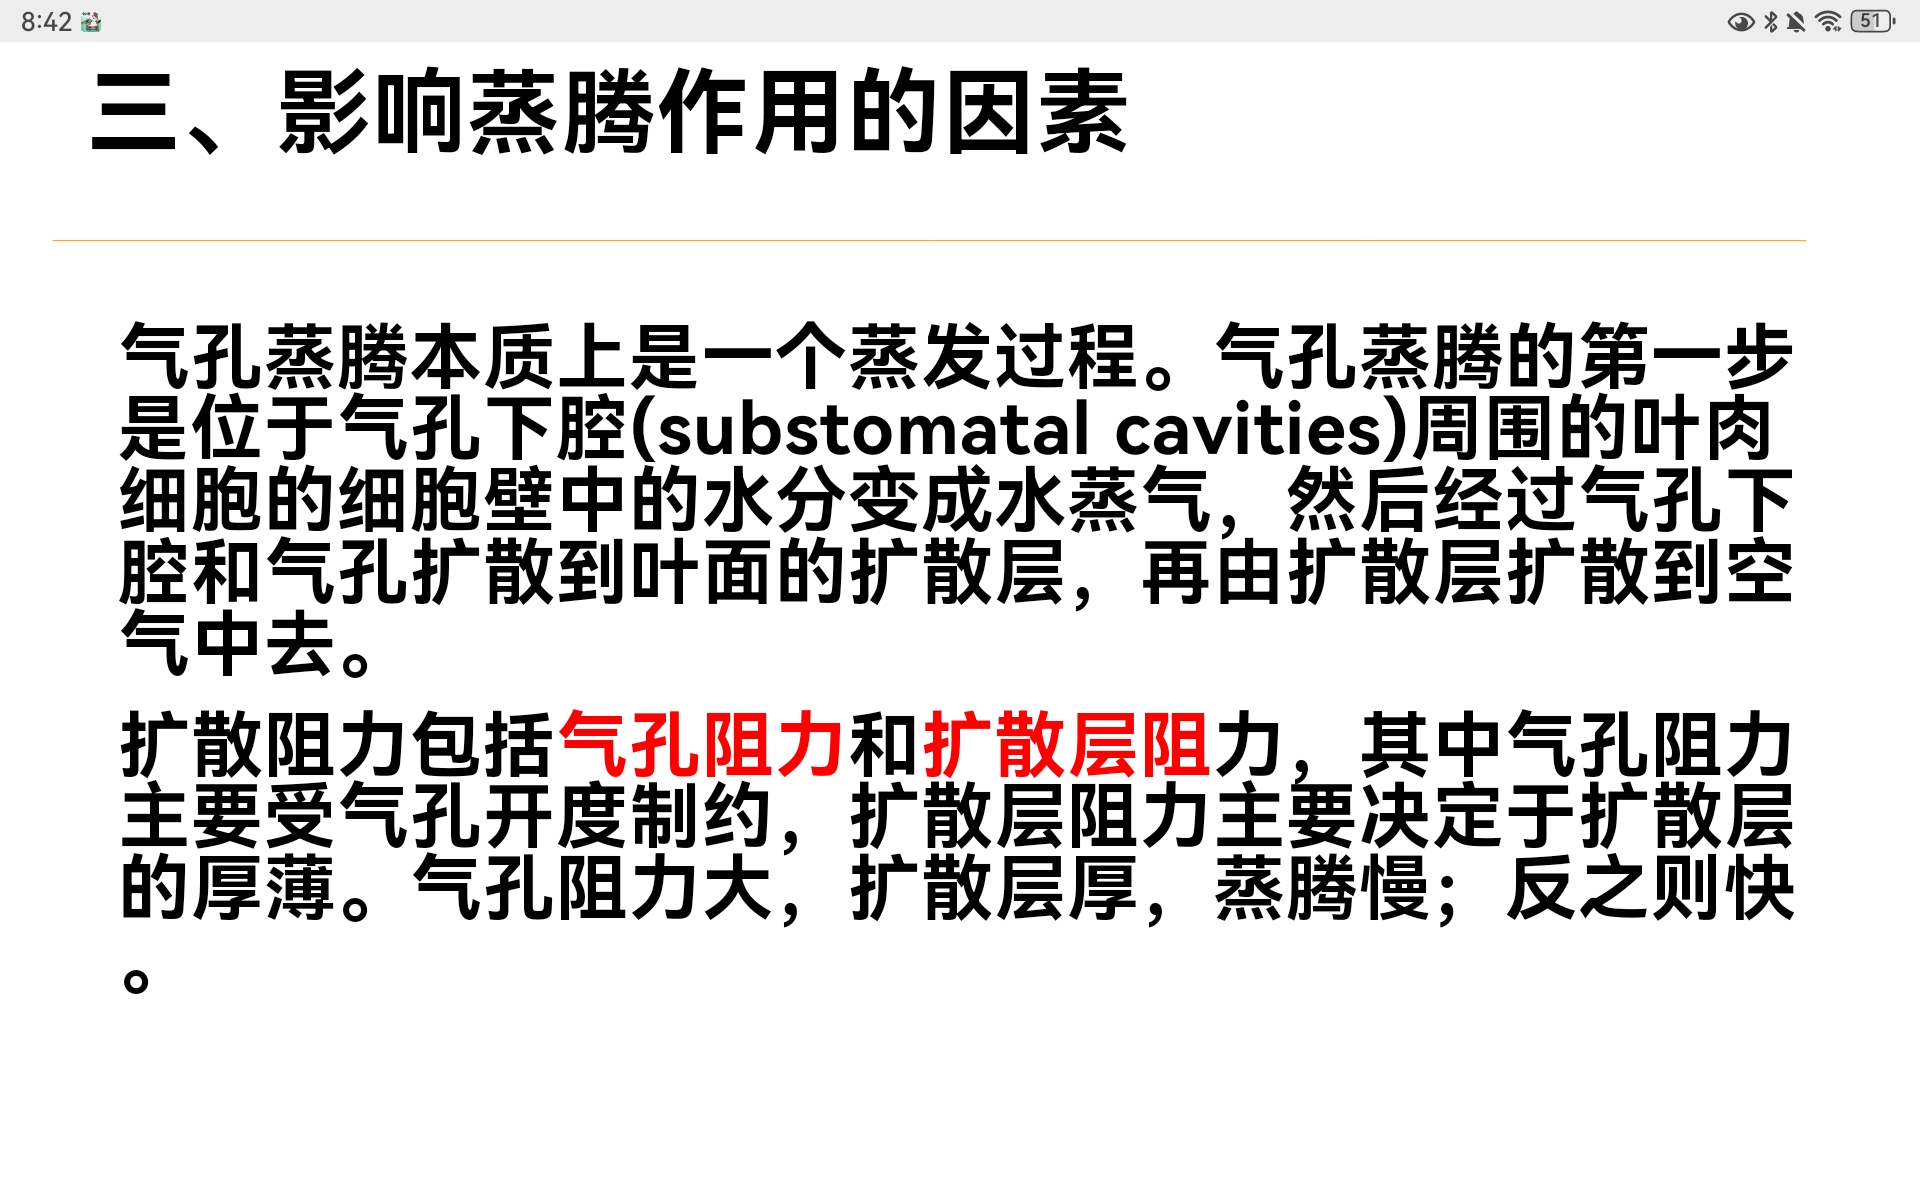 8:42
51
三、影响蒸腾作用的因素
气孔蒸腾本质上是一个蒸发过程。气孔蒸腾的第一步
是位于气孔下腔(substomatal cavities)周围的叶肉
细胞的细胞壁中的水分变成水蒸气，然后经过气孔下
腔和气孔扩散到叶面的扩散层，再由扩散层扩散到空
气中去。
扩散阻力包括气孔阻力和扩散层阻力，其中气孔阻力
主要受气孔开度制约，扩散层阻力主要决定于扩散层
的厚薄。气孔阻力大，扩散层厚，蒸腾慢；反之则快
。